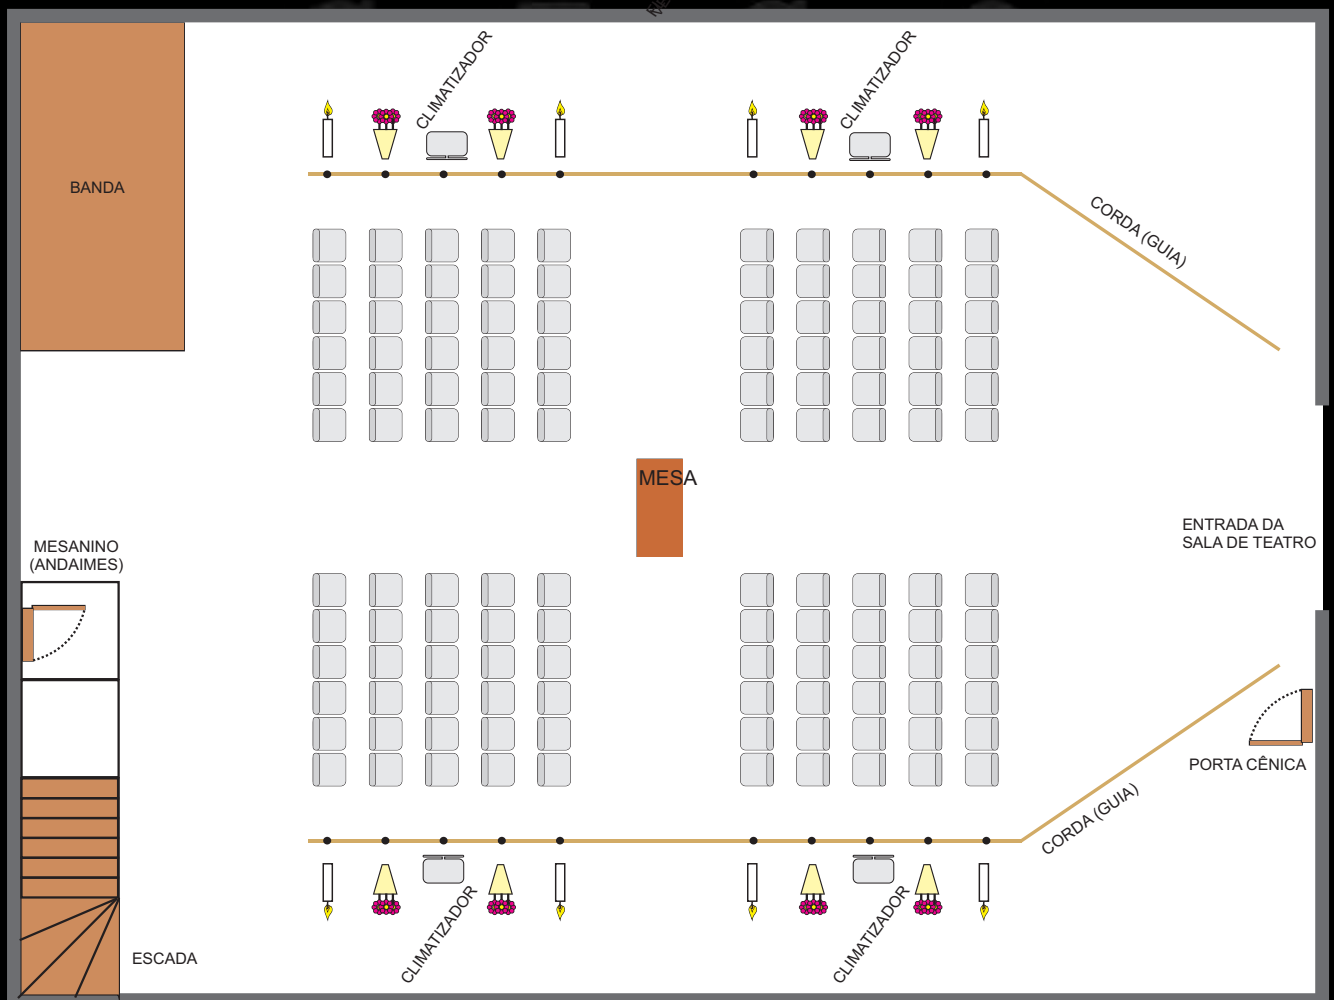 CLIMATIZADOR
CLIMATIZADOR
BANDA
CORDA (GUIA)
MESA
ENTRADA DA
SALA DE TEATRO
MESANINO
(ANDAIMES)
PORTA CÊNICA
CORDA (GUIA)
CLIMATIZADOR
CLIMATIZADOR
ESCADA